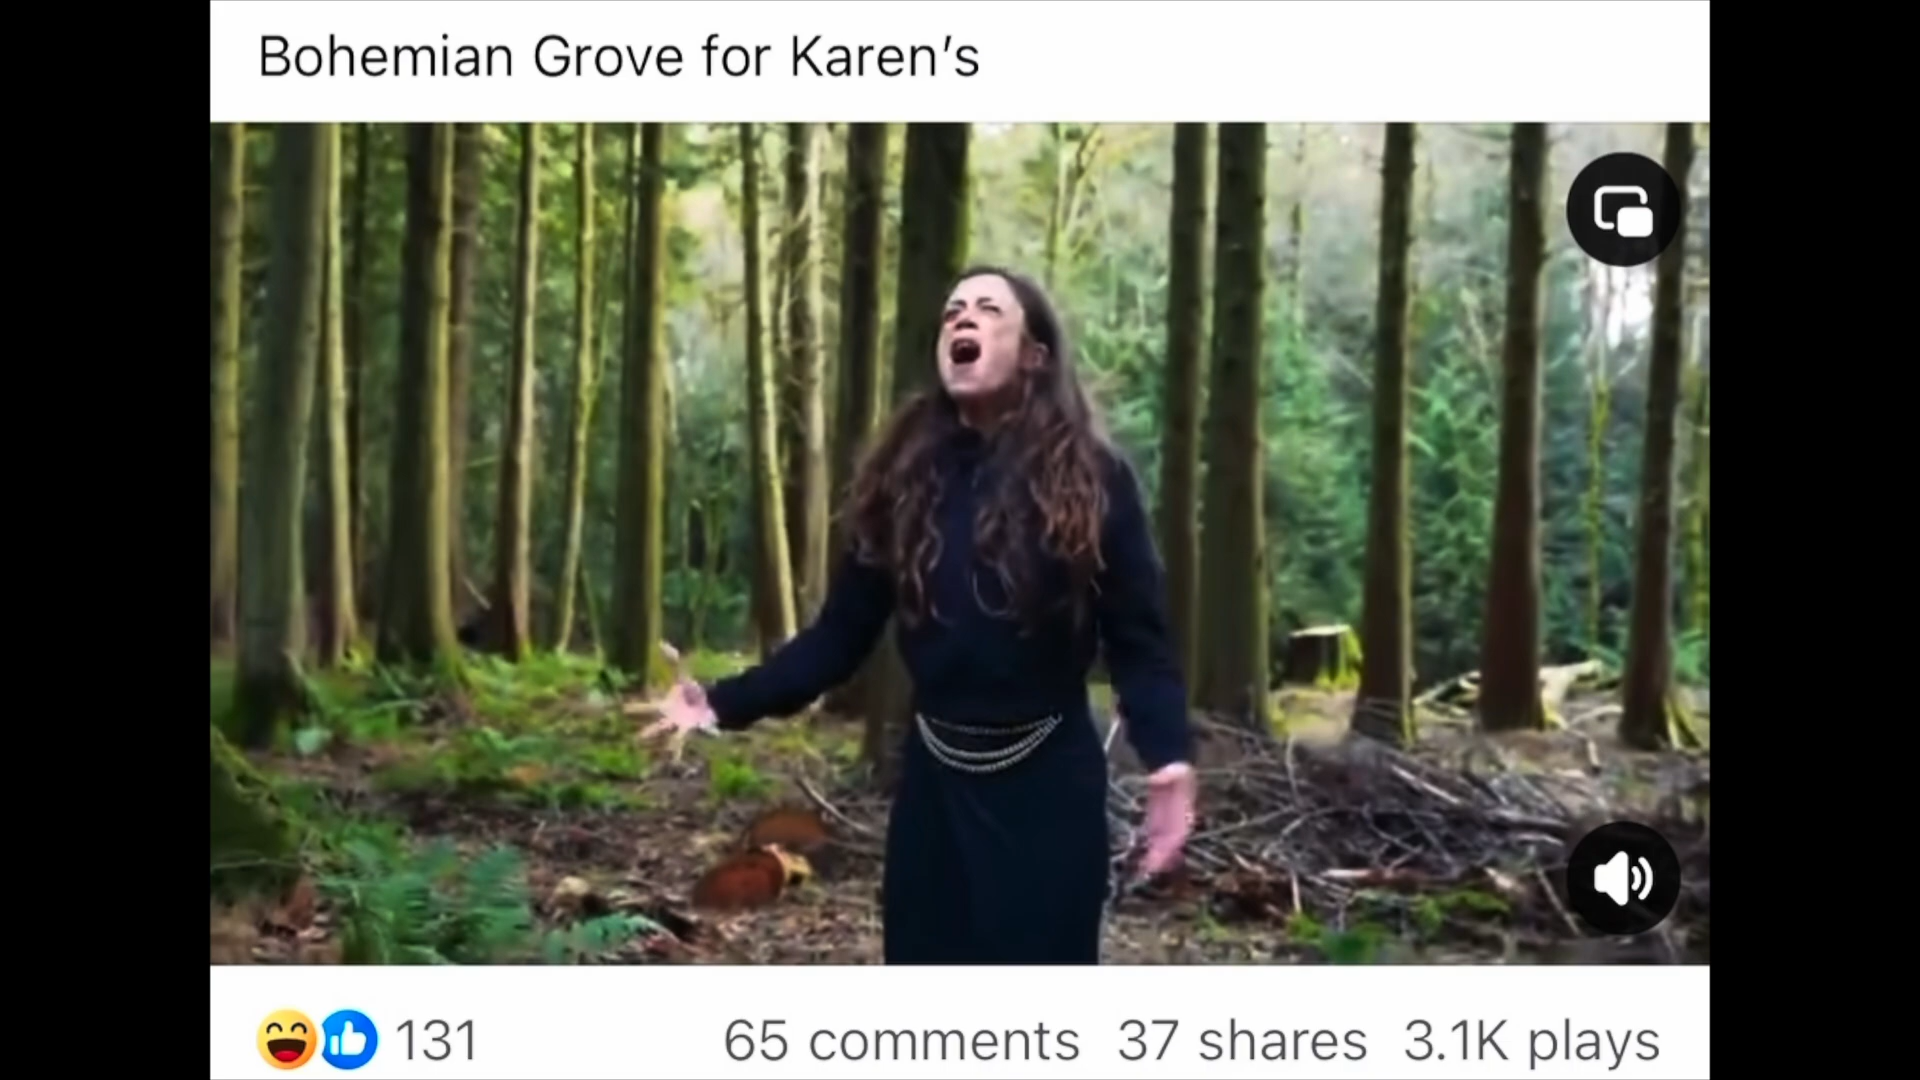 Bohemian Grove for Karen's
131 65 comments 37 shares 3.1K plays